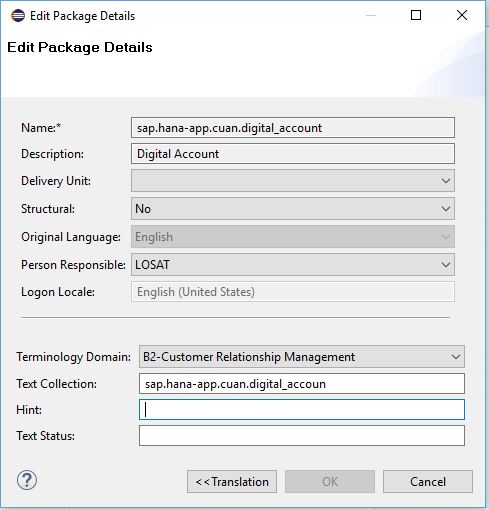 Edit Package Details
Edit Package Details
Name:* sap.hana-app.cuan.digital_account
Description: Digital Account
Delivery Unit:
Structural: No
Original Language: English
Person Responsible: LOSAT
Logon Locale: English (United States)
Terminology Domain: B2-Customer Relationship Management
Text Collection: sap.hana-app.cuan.digital_accoun
Hint:
Text Status:
? <<Translation OK Cancel